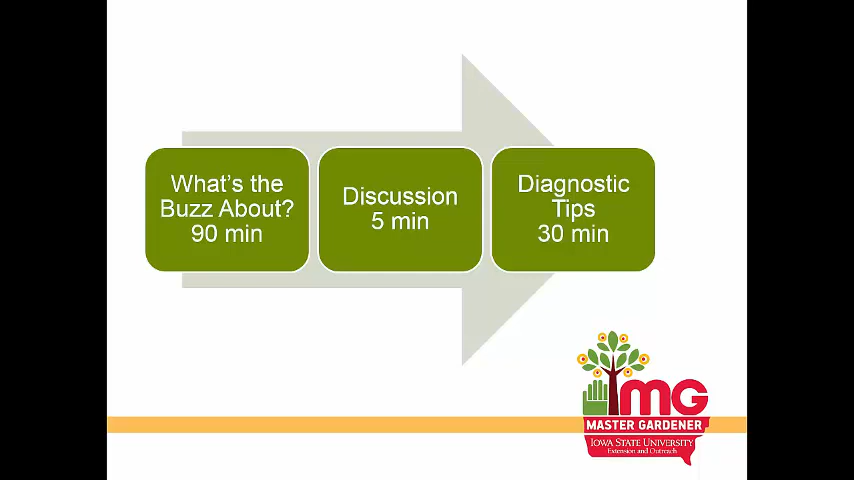 What's the
Buzz About?
90 min
Discussion
5 min
Diagnostic
Tips
30 min
MG
MASTER GARDENER
IOWA STATE UNIVERSITY
Extension and Outreach